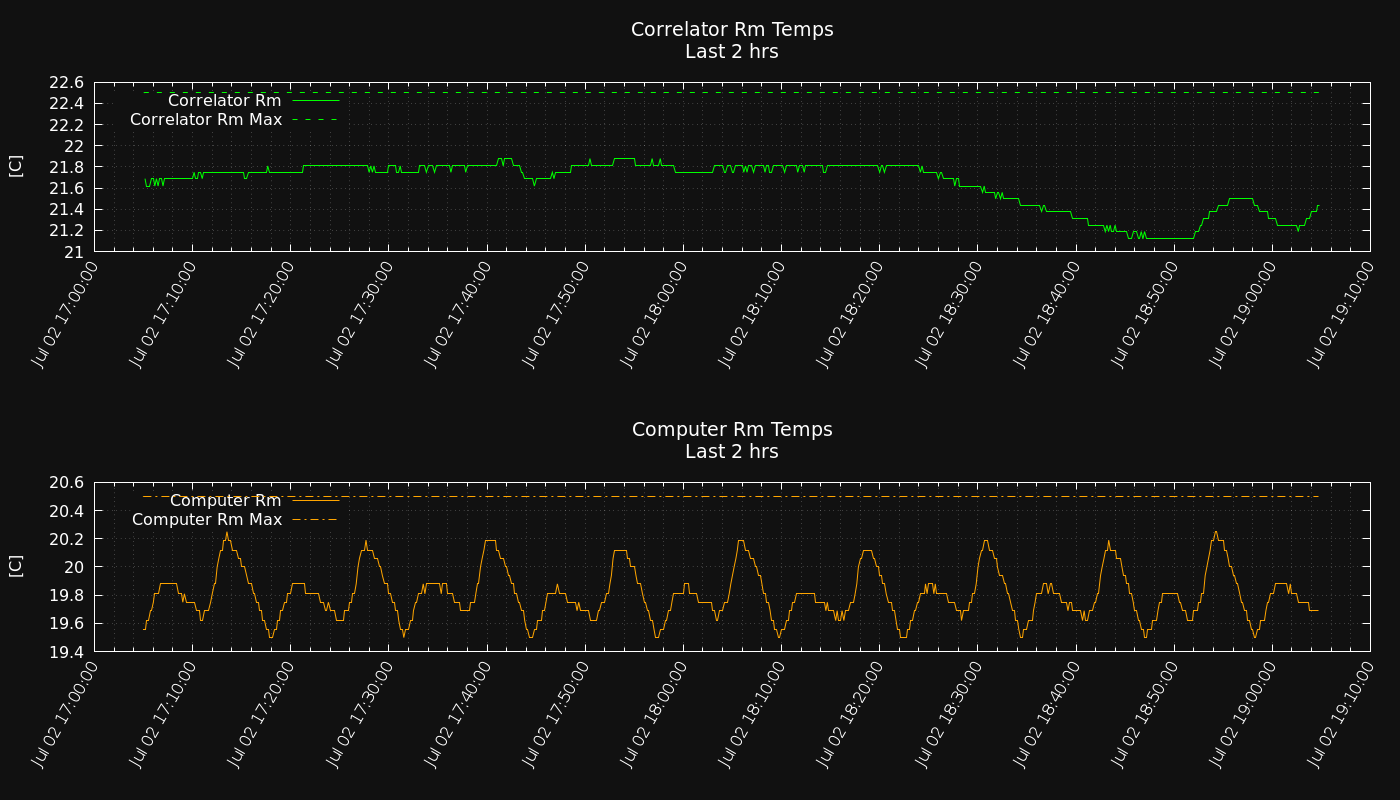 Correlator Rm Temps
Last 2 hrs
[C]
22.6
22.4
22.2
22
21.8
21.6
21.4
21.2
21
Correlator Rm
Correlator Rm Max
Jul 02 17:00:00
Jul 02 17:10:00
Jul 02 17:20:00
Jul 02 17:30:00
Jul 02 17:40:00
Jul 02 17:50:00
Jul 02 18:00:00
Jul 02 18:10:00
Jul 02 18:20:00
Jul 02 18:30:00
Jul 02 18:40:00
Jul 02 18:50:00
Jul 02 19:00:00
Jul 02 19:10:00
Computer Rm Temps
Last 2 hrs
[C]
20.6
20.4
20.2
20
19.8
19.6
19.4
Computer Rm
Computer Rm Max
Jul 02 17:00:00
Jul 02 17:10:00
Jul 02 17:20:00
Jul 02 17:30:00
Jul 02 17:40:00
Jul 02 17:50:00
Jul 02 18:00:00
Jul 02 18:10:00
Jul 02 18:20:00
Jul 02 18:30:00
Jul 02 18:40:00
Jul 02 18:50:00
Jul 02 19:00:00
Jul 02 19:10:00